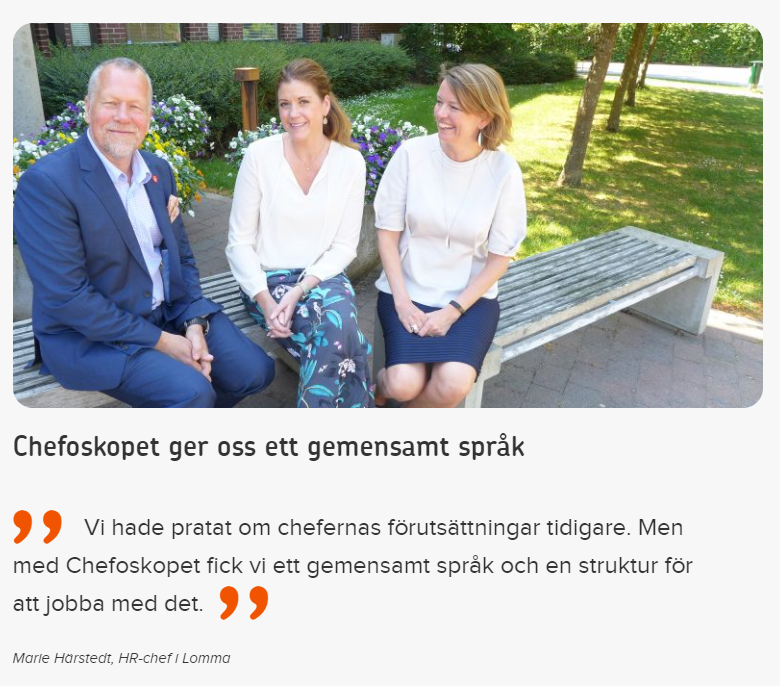 Chefoskopet ger oss ett gemensamt språk
❜❜ Vi hade pratat om chefernas förutsättningar tidigare. Men
med Chefoskopet fick vi ett gemensamt språk och en struktur för
att jobba med det. ❜❜
Marie Härstedt, HR-chef i Lomma